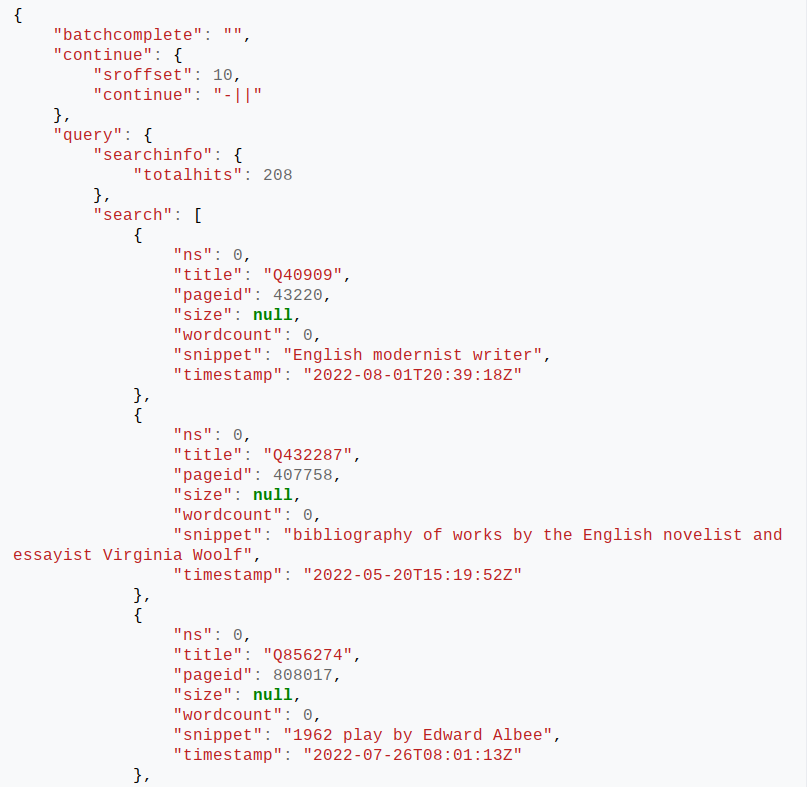 {
    "batchcomplete": "",
    "continue": {
        "sroffset": 10,
        "continue": "-||"
    },
    "query": {
        "searchinfo": {
            "totalhits": 208
        },
        "search": [
            {
                "ns": 0,
                "title": "Q40909",
                "pageid": 43220,
                "size": null,
                "wordcount": 0,
                "snippet": "English modernist writer",
                "timestamp": "2022-08-01T20:39:18Z"
            },
            {
                "ns": 0,
                "title": "Q432287",
                "pageid": 407758,
                "size": null,
                "wordcount": 0,
                "snippet": "bibliography of works by the English novelist and
essayist Virginia Woolf",
                "timestamp": "2022-05-20T15:19:52Z"
            },
            {
                "ns": 0,
                "title": "Q856274",
                "pageid": 808017,
                "size": null,
                "wordcount": 0,
                "snippet": "1962 play by Edward Albee",
                "timestamp": "2022-07-26T08:01:13Z"
            },